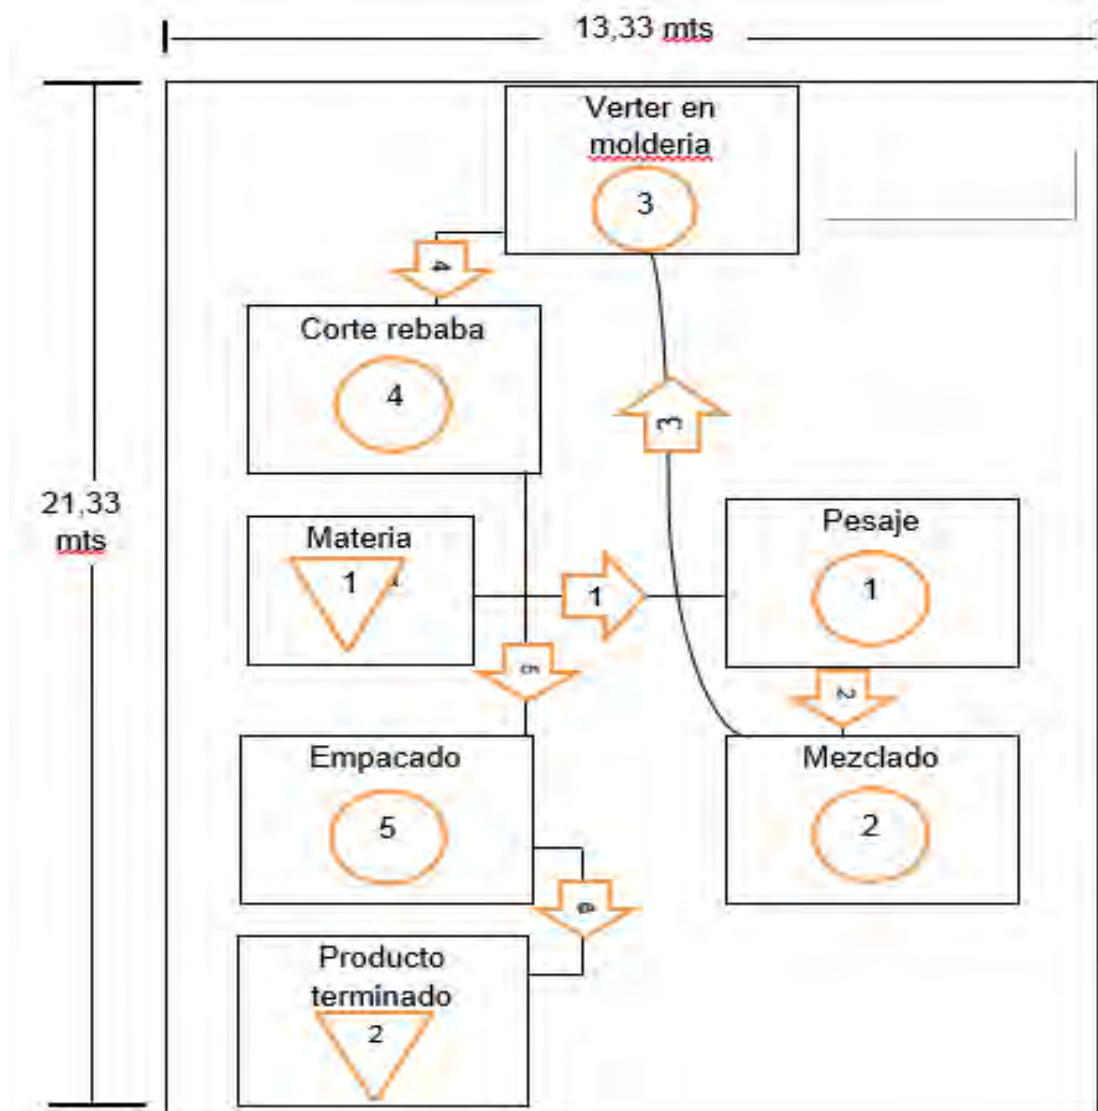 13,33 mts
Verter en
molderia
3
4
Corte rebaba
4
3
21,33
mts
Materia
1
1
Pesaje
1
5
2
Empacado
5
Mezclado
2
6
Producto
terminado
2